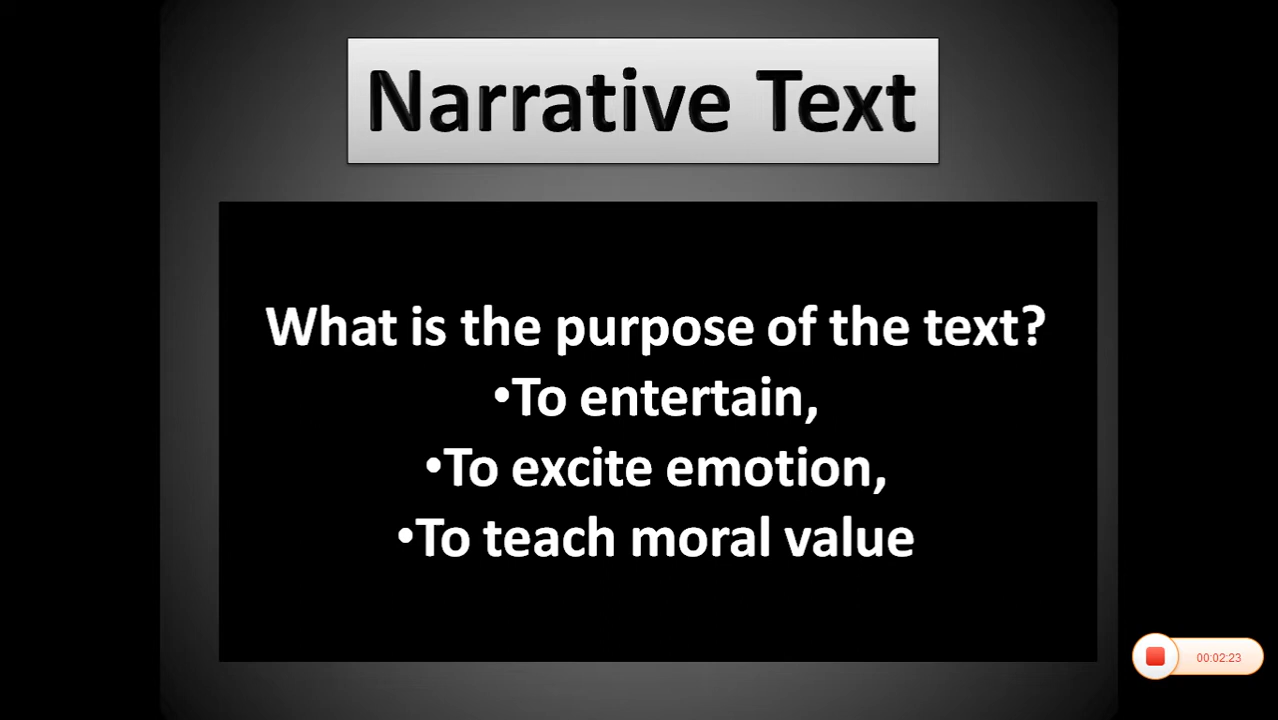 Narrative Text
What is the purpose of the text?
•To entertain,
•To excite emotion,
•To teach moral value
00:02:23